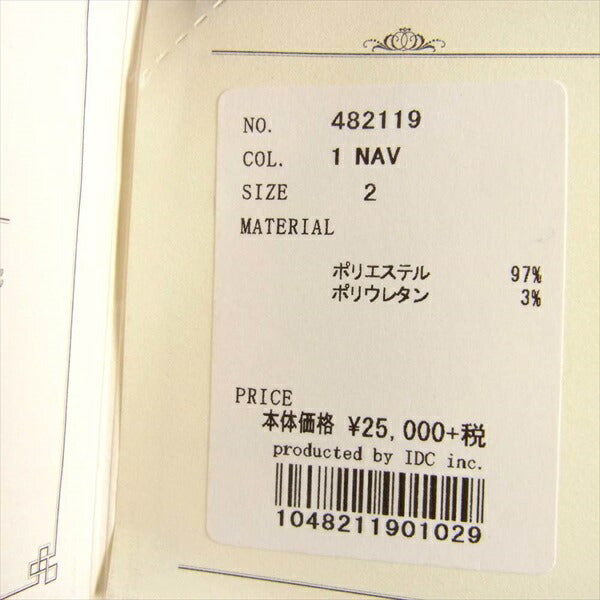 NO. 482119
COL. 1 NAV
SIZE 2
MATERIAL
ポリエステル 97%
ポリウレタン 3%
PRICE
本体価格 ¥25,000+税
producted by IDC inc.
1048211901029